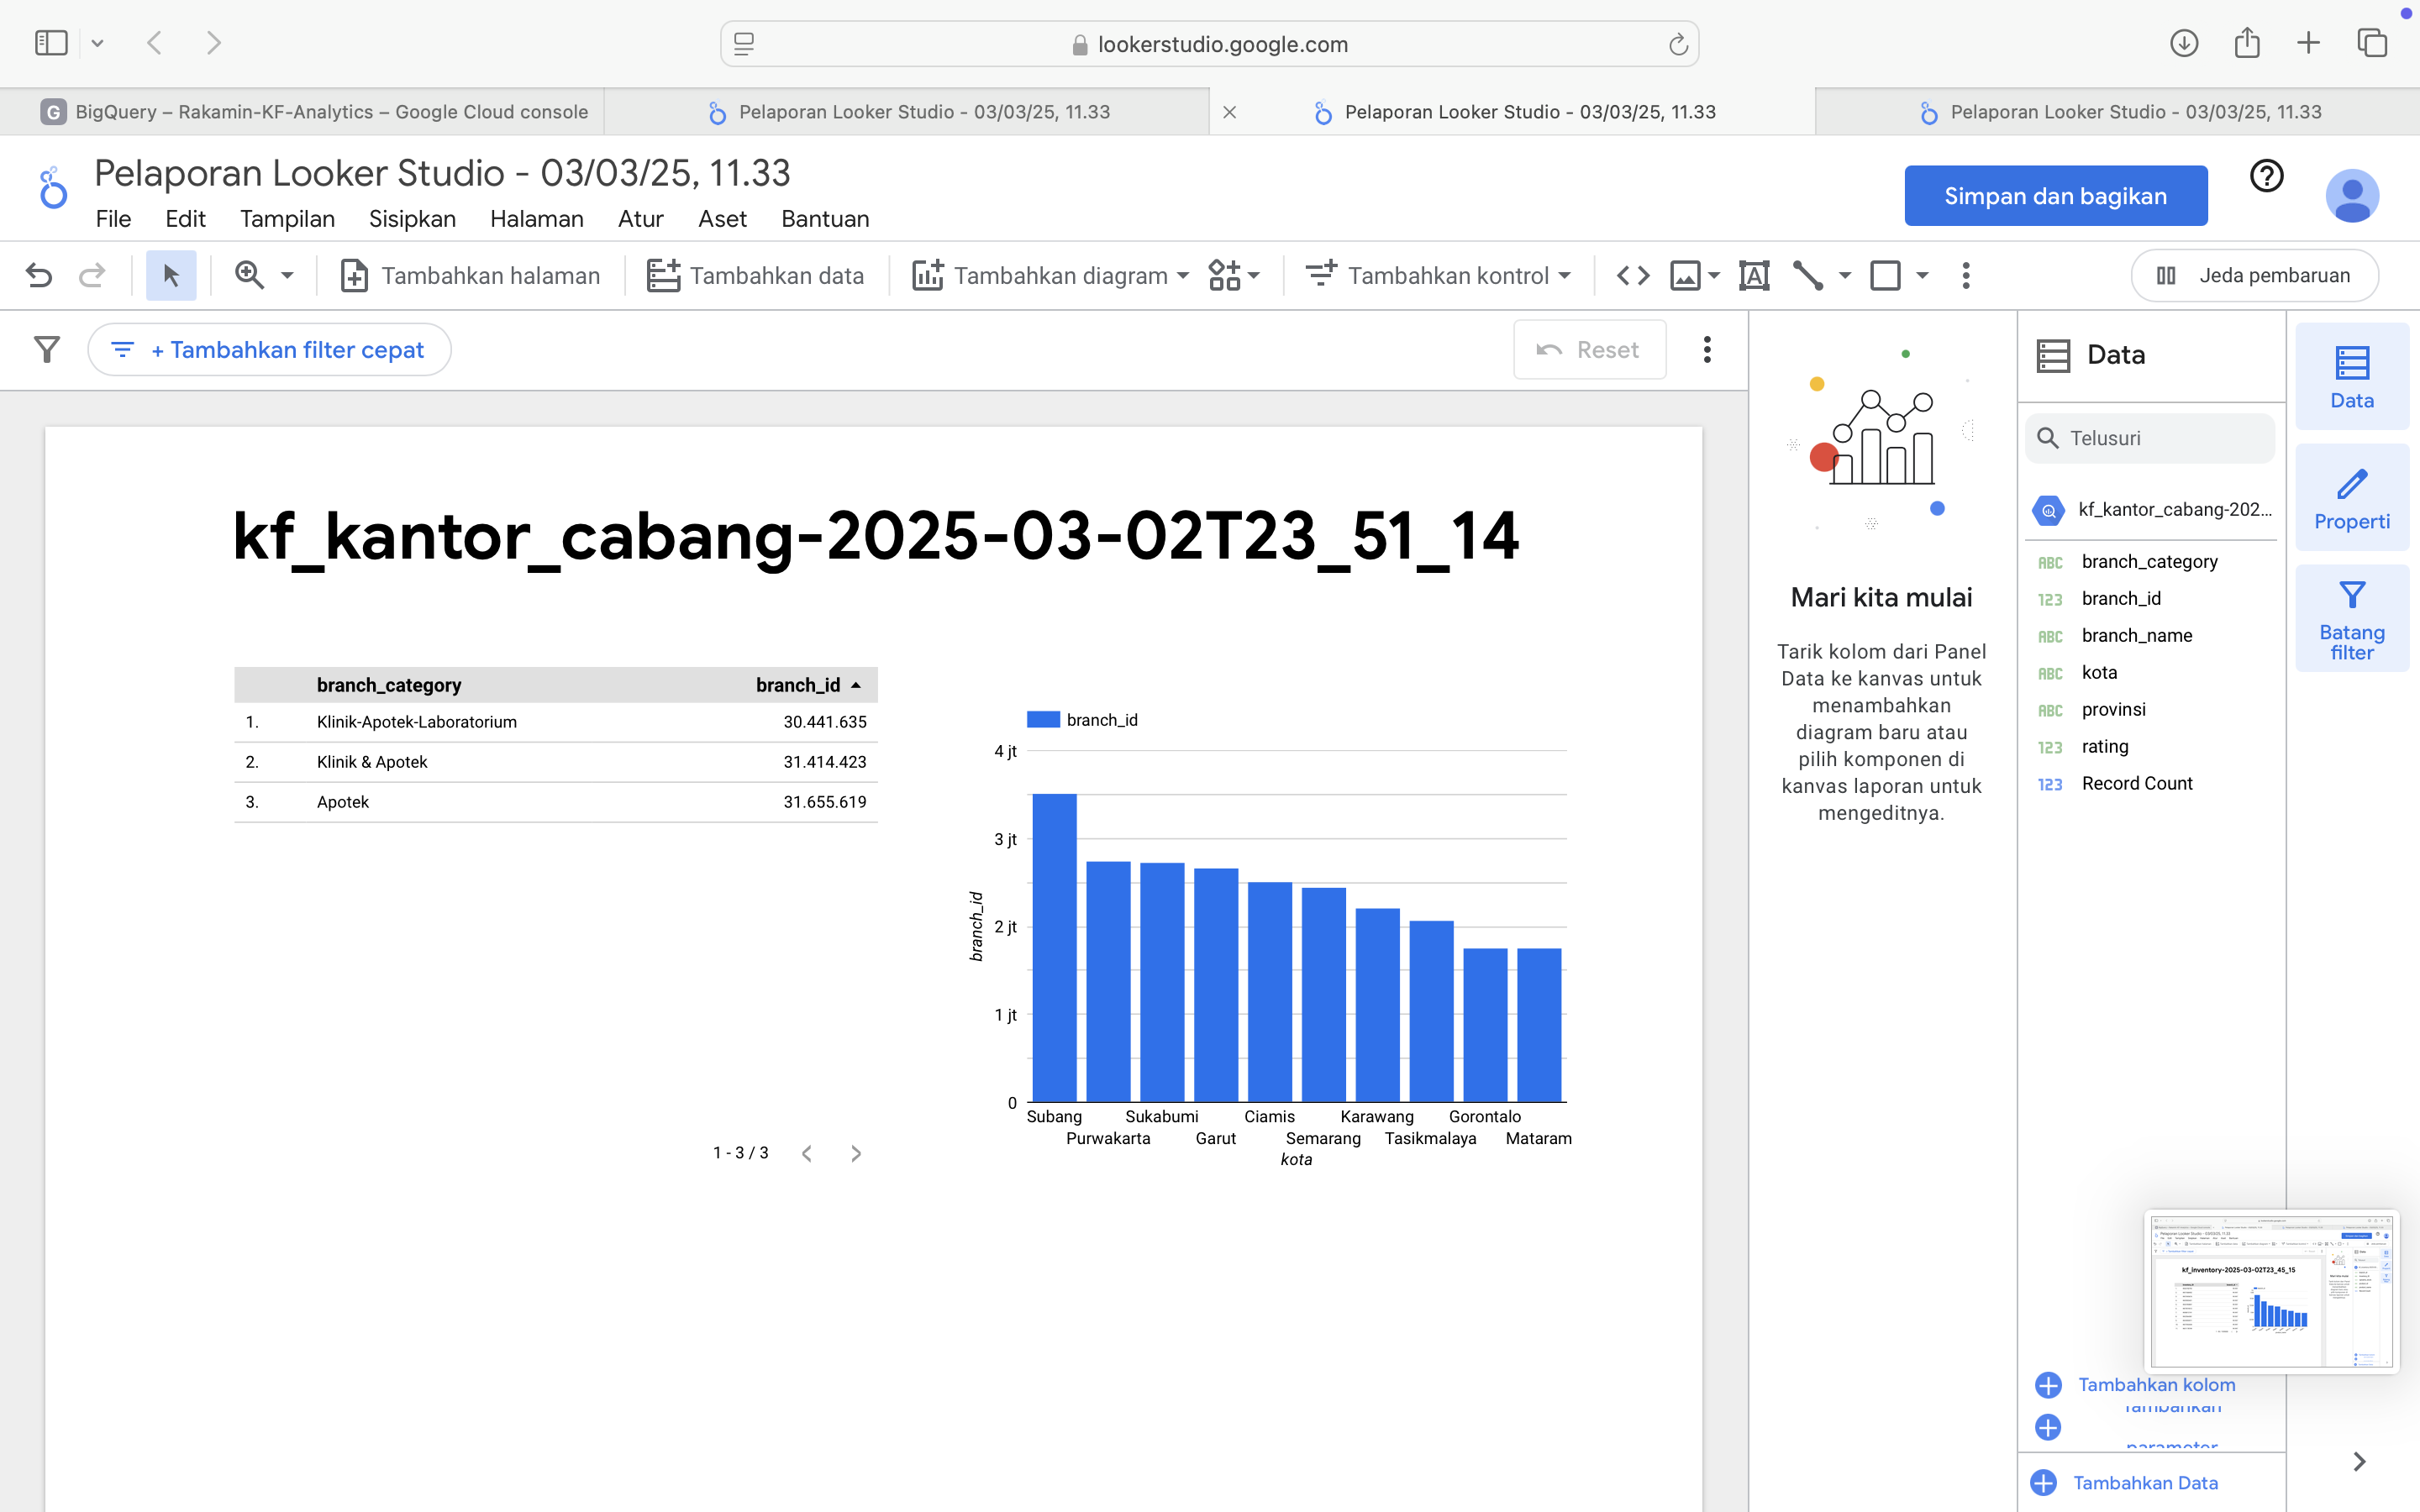 lookerstudio.google.com
G BigQuery – Rakamin-KF-Analytics – Google Cloud console
Pelaporan Looker Studio - 03/03/25, 11.33
Pelaporan Looker Studio - 03/03/25, 11.33
Pelaporan Looker Studio - 03/03/25, 11.33
Pelaporan Looker Studio - 03/03/25, 11.33
File Edit Tampilan Sisipkan Halaman Atur Aset Bantuan
Simpan dan bagikan
Tambahkan halaman Tambahkan data Tambahkan diagram Tambahkan kontrol Jeda pembaruan
+ Tambahkan filter cepat
Reset
kf_kantor_cabang-2025-03-02T23_51_14
branch_category branch_id
1. Klinik-Apotek-Laboratorium 30.441.635
2. Klinik & Apotek 31.414.423
3. Apotek 31.655.619
1 - 3 / 3
branch_id
4 jt
3 jt
2 jt
1 jt
0
branch_id
Subang Sukabumi Ciamis Karawang Gorontalo
Purwakarta Garut Semarang Tasikmalaya Mataram
kota
Mari kita mulai
Tarik kolom dari Panel
Data ke kanvas untuk
menambahkan
diagram baru atau
pilih komponen di
kanvas laporan untuk
mengeditnya.
Data
Telusuri
kf_kantor_cabang-202...
ABC branch_category
123 branch_id
ABC branch_name
ABC kota
ABC provinsi
123 rating
123 Record Count
Data
Properti
Batang
filter
kf_inventory-2025-03-02T23_45_15
Tambahkan kolom
Tambahkan
parameter
Tambahkan Data